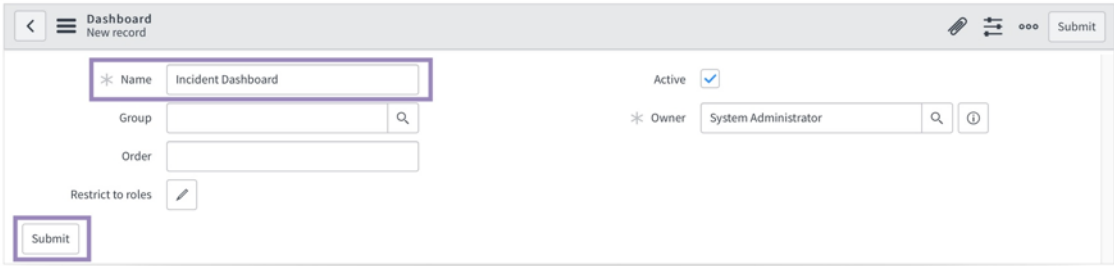 Dashboard
New record
Submit
Name Incident Dashboard
Active
Group
Owner System Administrator
Order
Restrict to roles
Submit